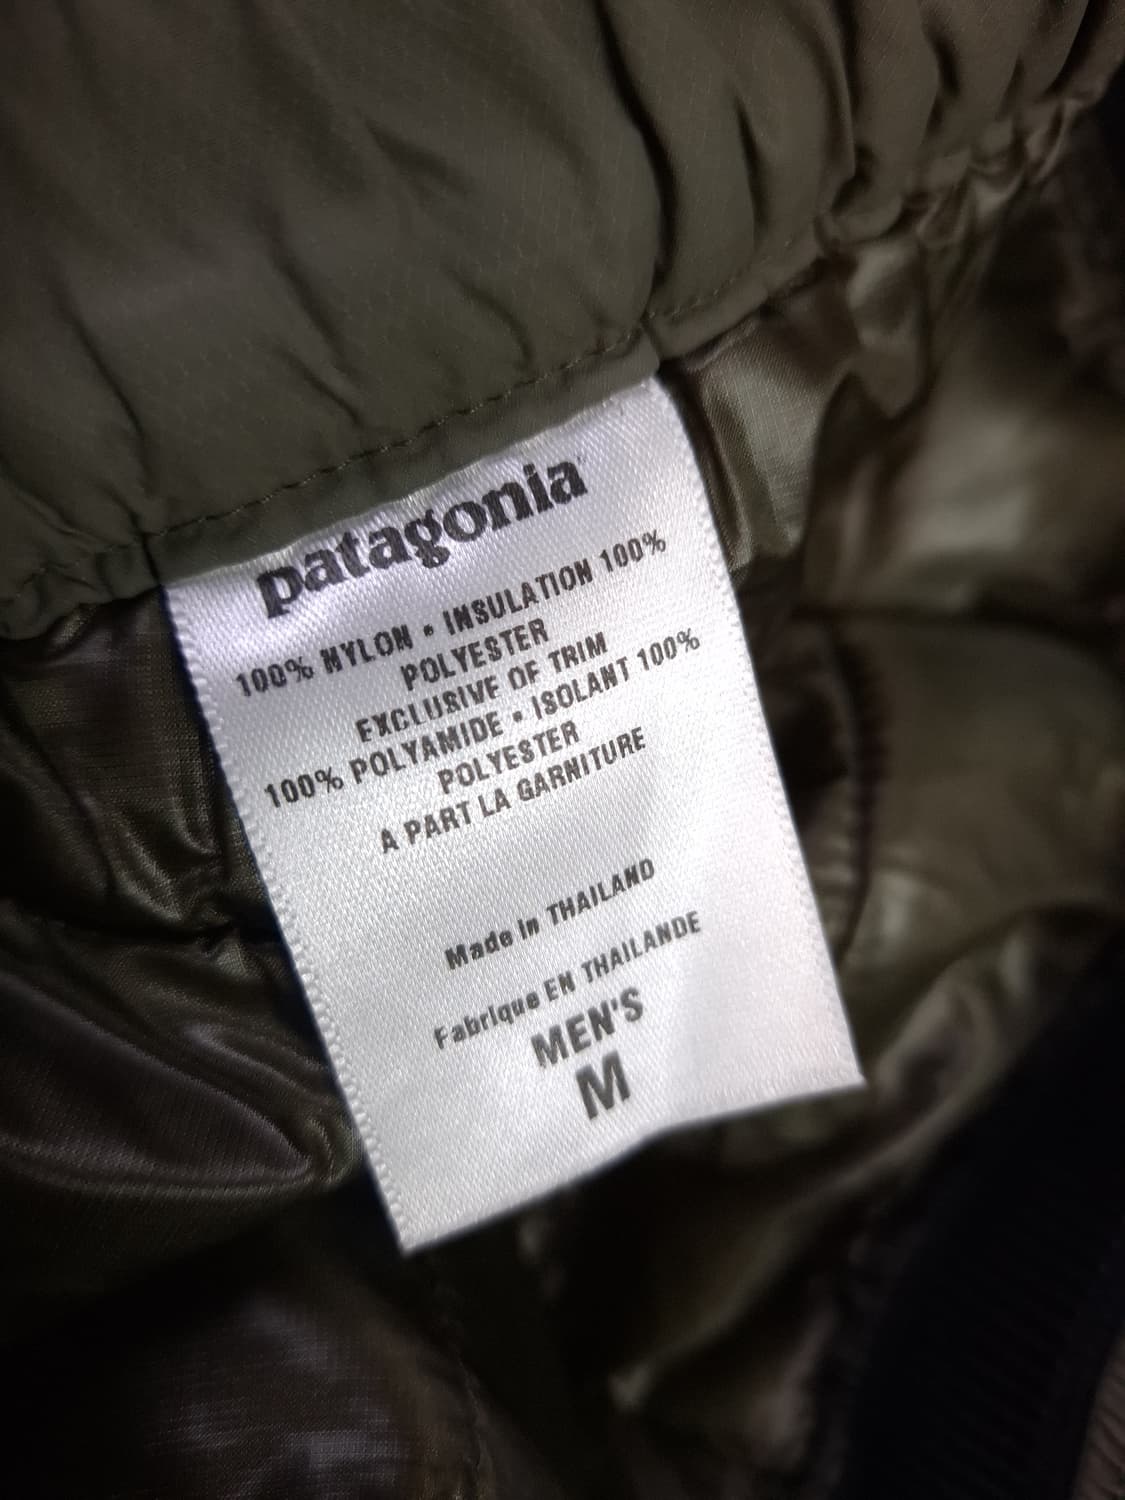 patagonia
100% NYLON • INSULATION 100%
POLYESTER
EXCLUSIVE OF TRIM
100% POLYAMIDE • ISOLANT 100%
POLYESTER
A PART LA GARNITURE
Made in THAILAND
Fabrique EN THAILANDE
MEN'S
M